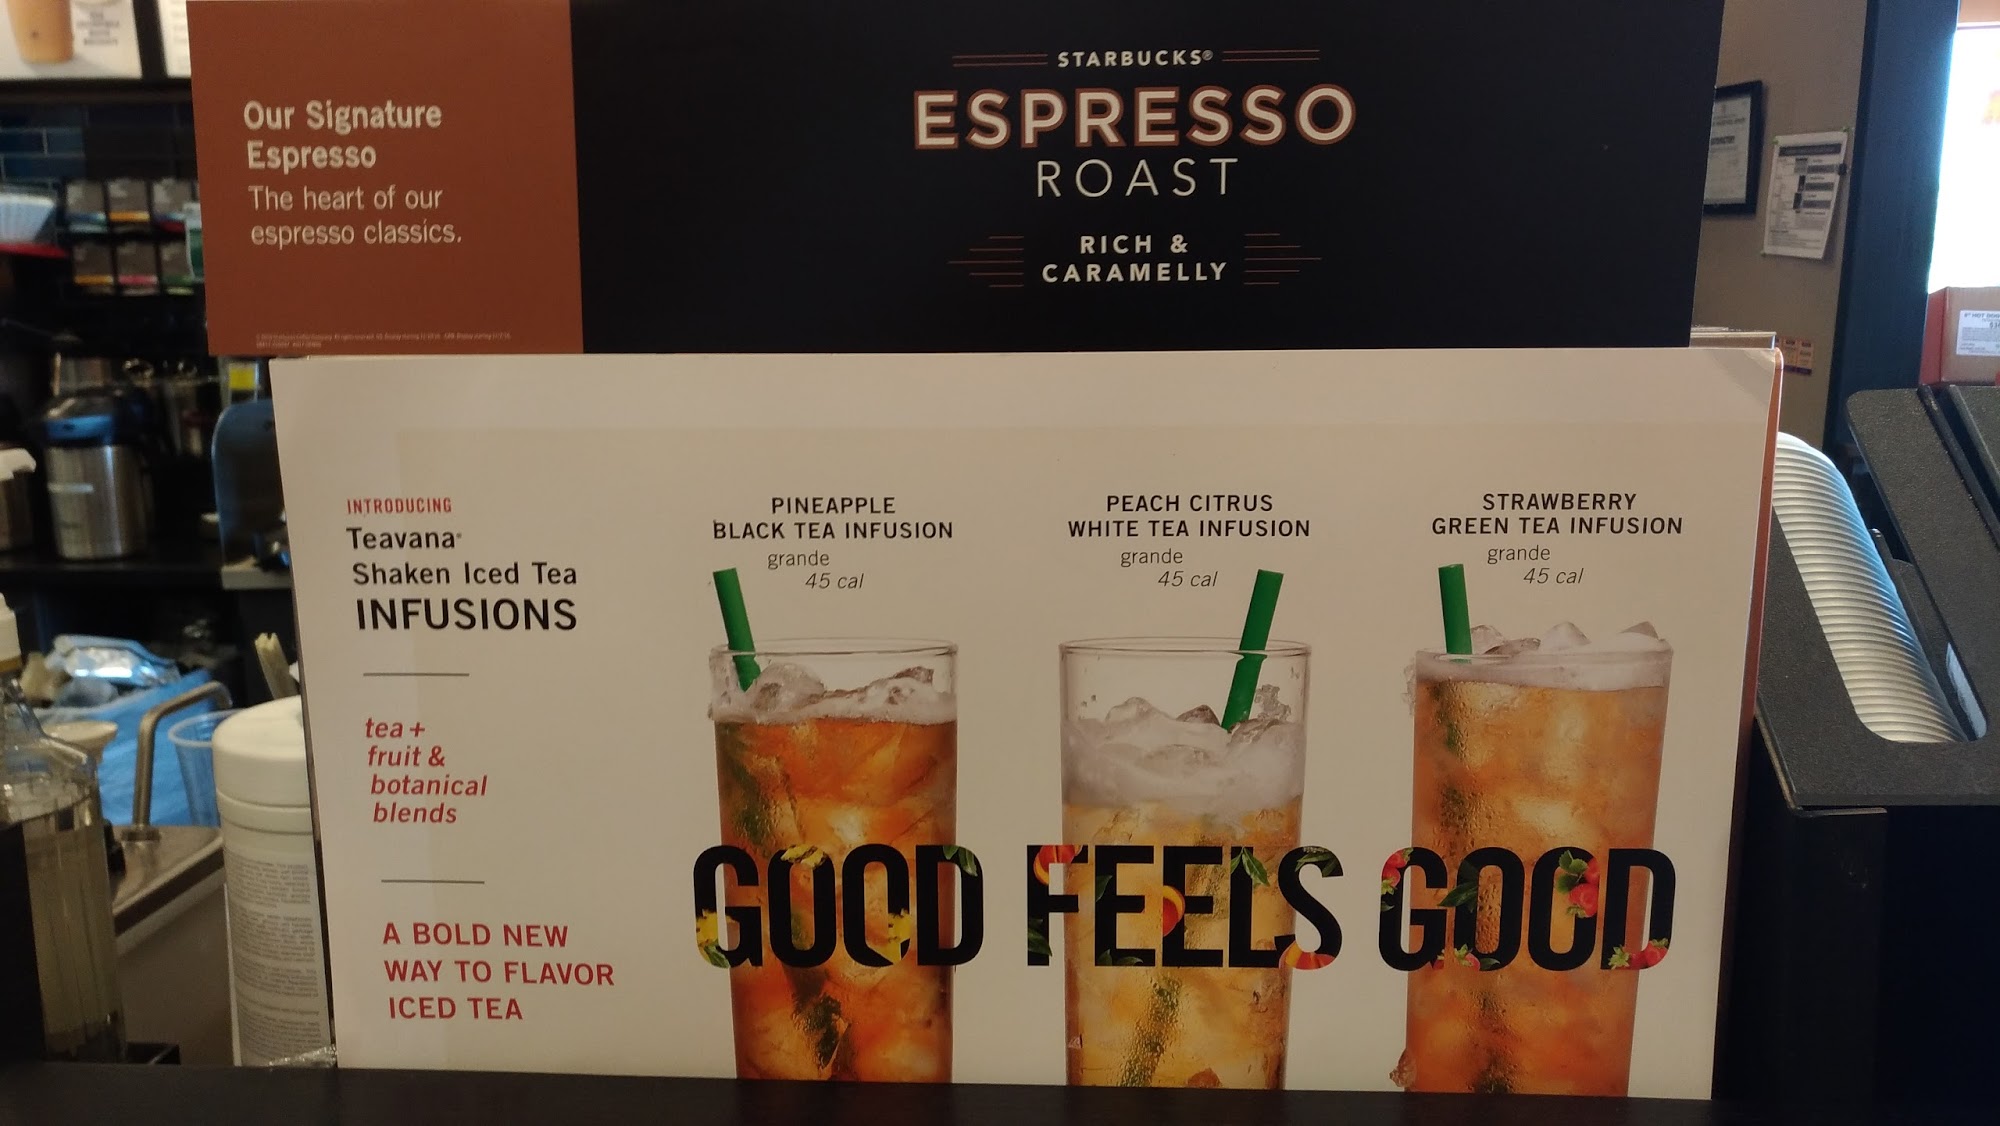 Our Signature
Espresso
The heart of our
espresso classics.
STARBUCKS®
ESPRESSO
ROAST
RICH &
CARAMELLY
INTRODUCING
Teavana®
Shaken Iced Tea
INFUSIONS
tea +
fruit &
botanical
blends
A BOLD NEW
WAY TO FLAVOR
ICED TEA
PINEAPPLE
BLACK TEA INFUSION
grande
45 cal
PEACH CITRUS
WHITE TEA INFUSION
grande
45 cal
STRAWBERRY
GREEN TEA INFUSION
grande
45 cal
GOOD FEELS GOOD